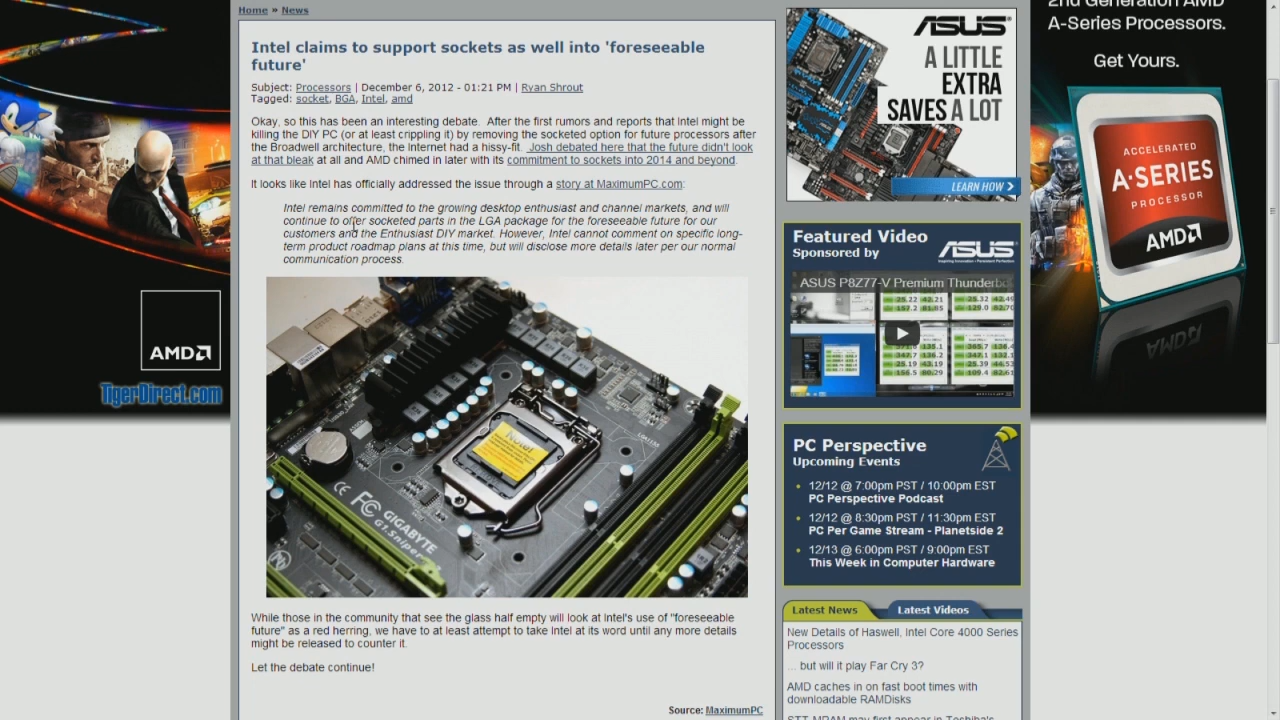 Home » News
Intel claims to support sockets as well into 'foreseeable
future'
Subject: Processors | December 6, 2012 - 01:21 PM | Ryan Shrout
Tagged: socket, BGA, Intel, amd
Okay, so this has been an interesting debate. After the first rumors and reports that Intel might be
killing the DIY PC (or at least crippling it) by removing the socketed option for future processors after
the Broadwell architecture, the Internet had a hissy-fit. Josh debated here that the future didn't look
at that bleak at all and AMD chimed in later with its commitment to sockets into 2014 and beyond.
It looks like Intel has officially addressed the issue through a story at MaximumPC.com:
Intel remains committed to the growing desktop enthusiast and channel markets, and will
continue to offer socketed parts in the LGA package for the foreseeable future for our
customers and the Enthusiast DIY market. However, Intel cannot comment on specific long-
term product roadmap plans at this time, but will disclose more details later per our normal
communication process.
Note!
LGA1155
GIGABYTE
G1.Sniper
While those in the community that see the glass half empty will look at Intel's use of "foreseeable
future" as a red herring, we have to at least attempt to take Intel at its word until any more details
might be released to counter it.
Let the debate continue!
Source: MaximumPC
AMD
TigerDirect.com
ASUS
A LITTLE
EXTRA
SAVES A LOT
LEARN HOW
Featured Video
Sponsored by
ASUS
ASUS P8Z77-V Premium Thunderbo
PC Perspective
Upcoming Events
12/12 @ 7:00pm PST / 10:00pm EST
PC Perspective Podcast
12/12 @ 8:30pm PST / 11:30pm EST
PC Per Game Stream - Planetside 2
12/13 @ 6:00pm PST / 9:00pm EST
This Week in Computer Hardware
Latest News
Latest Videos
New Details of Haswell, Intel Core 4000 Series
Processors
... but will it play Far Cry 3?
AMD caches in on fast boot times with
downloadable RAMDisks
STT-MRAM may first appear in Toshiba's
2nd Generation AMD
A-Series Processors.
Get Yours.
ACCELERATED
A-SERIES
PROCESSOR
AMD